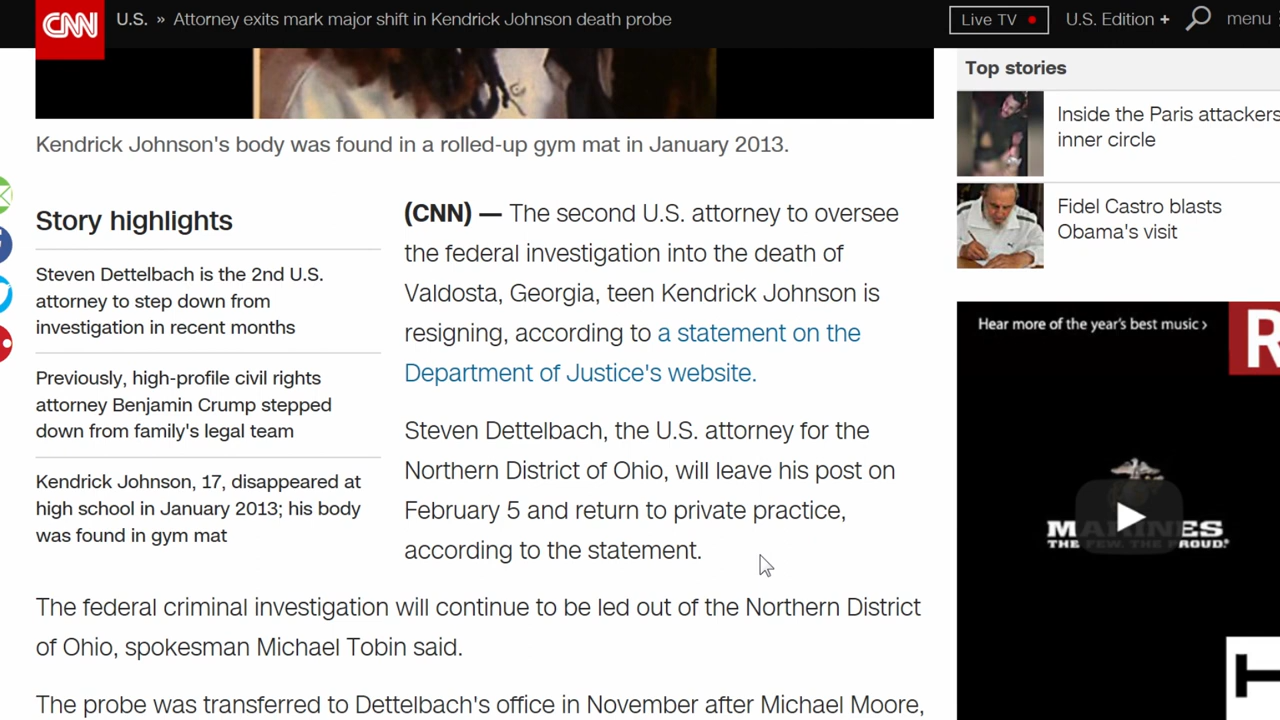 CNN U.S. » Attorney exits mark major shift in Kendrick Johnson death probe Live TV U.S. Edition + menu
Kendrick Johnson's body was found in a rolled-up gym mat in January 2013.
Story highlights
Steven Dettelbach is the 2nd U.S.
attorney to step down from
investigation in recent months
Previously, high-profile civil rights
attorney Benjamin Crump stepped
down from family's legal team
Kendrick Johnson, 17, disappeared at
high school in January 2013; his body
was found in gym mat
(CNN) — The second U.S. attorney to oversee
the federal investigation into the death of
Valdosta, Georgia, teen Kendrick Johnson is
resigning, according to a statement on the
Department of Justice's website.
Steven Dettelbach, the U.S. attorney for the
Northern District of Ohio, will leave his post on
February 5 and return to private practice,
according to the statement.
The federal criminal investigation will continue to be led out of the Northern District
of Ohio, spokesman Michael Tobin said.
The probe was transferred to Dettelbach's office in November after Michael Moore,
Top stories
Inside the Paris attackers
inner circle
Fidel Castro blasts
Obama's visit
Hear more of the year's best music ›
R
MARINES
THE FEW. THE PROUD.